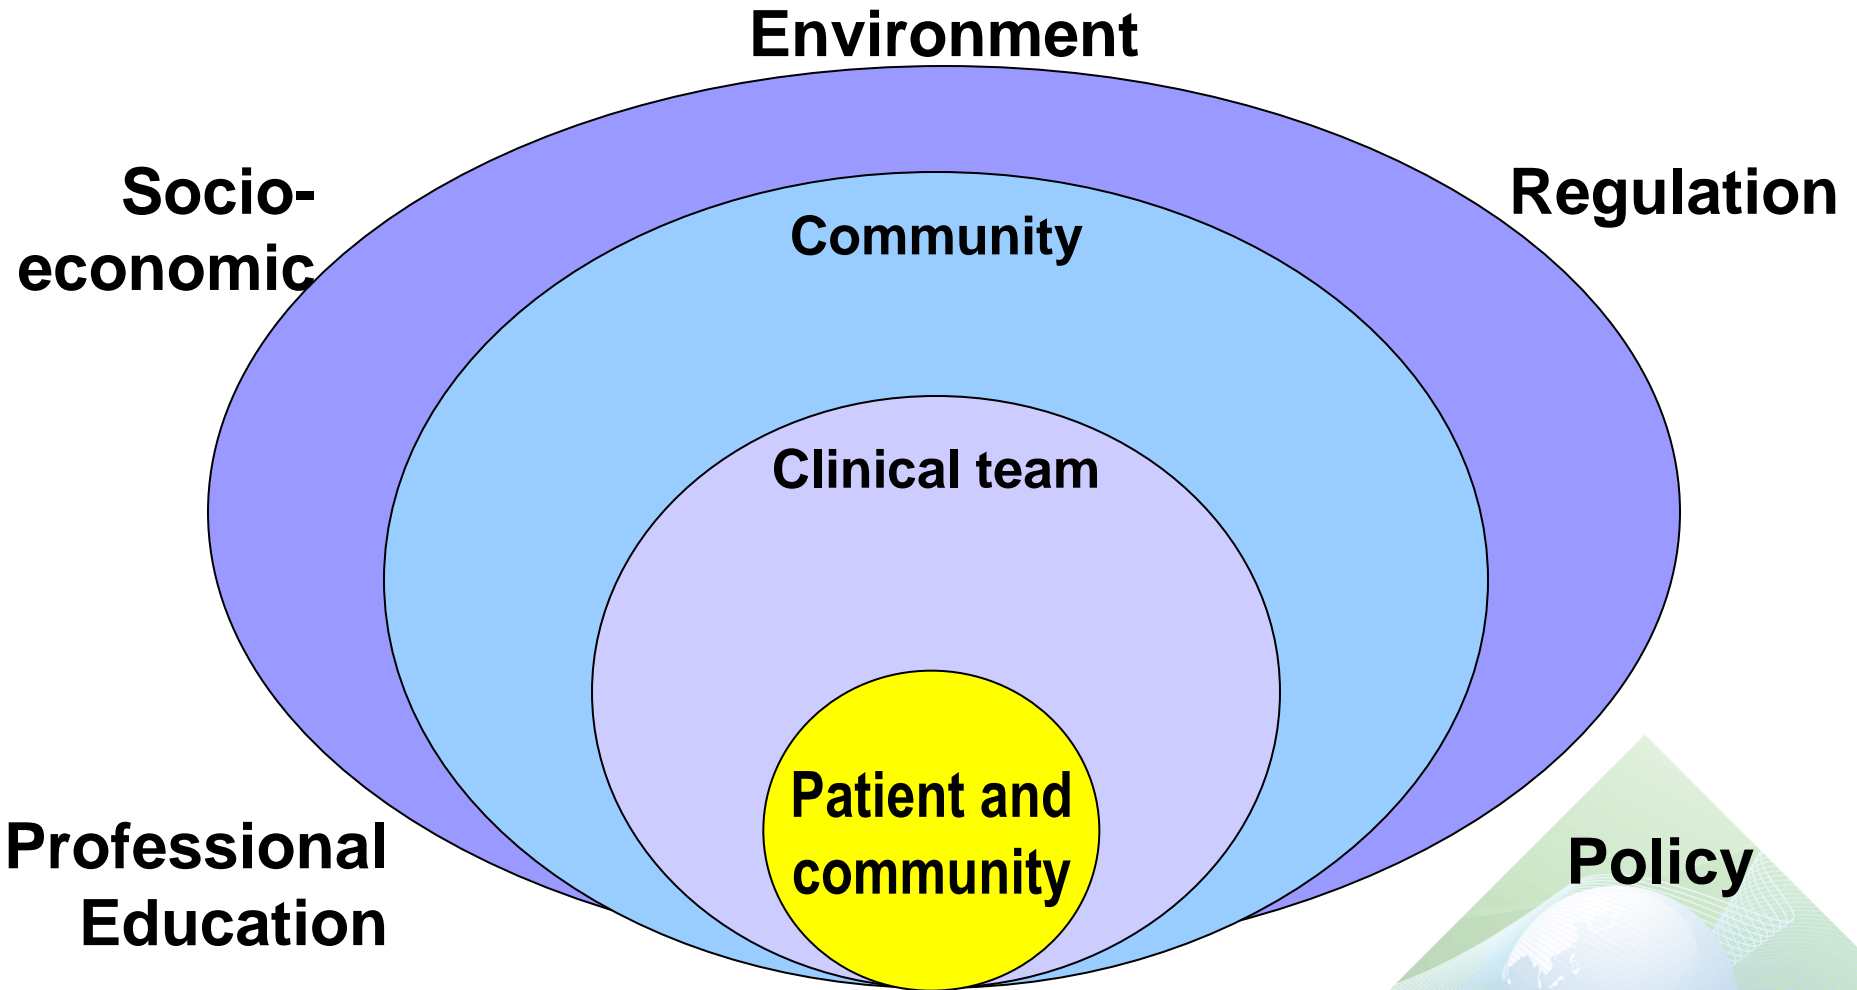 Environment
Socio-
economic
Regulation
Community
Clinical team
Patient and
community
Professional
Education
Policy